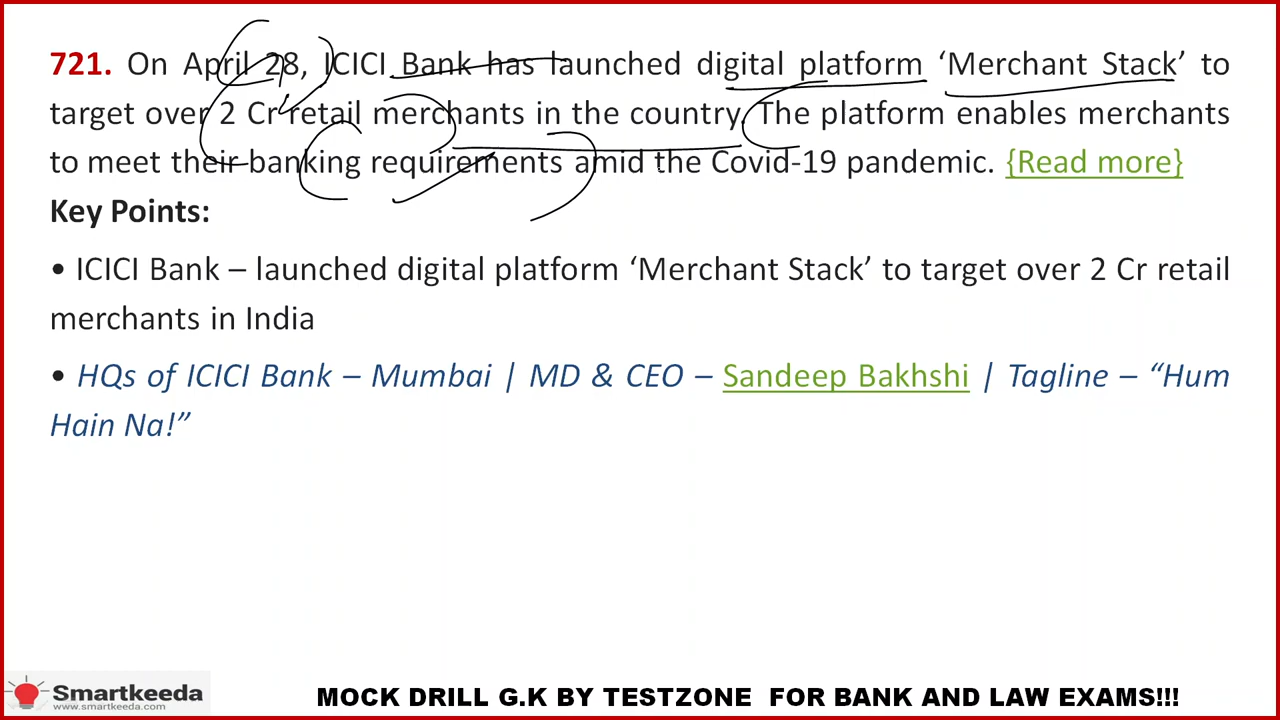 721. On April 28, ICICI Bank has launched digital platform ‘Merchant Stack’ to
target over 2 Cr retail merchants in the country. The platform enables merchants
to meet their banking requirements amid the Covid-19 pandemic. {Read more}
Key Points:
• ICICI Bank – launched digital platform ‘Merchant Stack’ to target over 2 Cr retail
merchants in India
• HQs of ICICI Bank – Mumbai | MD & CEO – Sandeep Bakhshi | Tagline – “Hum
Hain Na!”
Smartkeeda
www.smartkeeda.com
MOCK DRILL G.K BY TESTZONE FOR BANK AND LAW EXAMS!!!